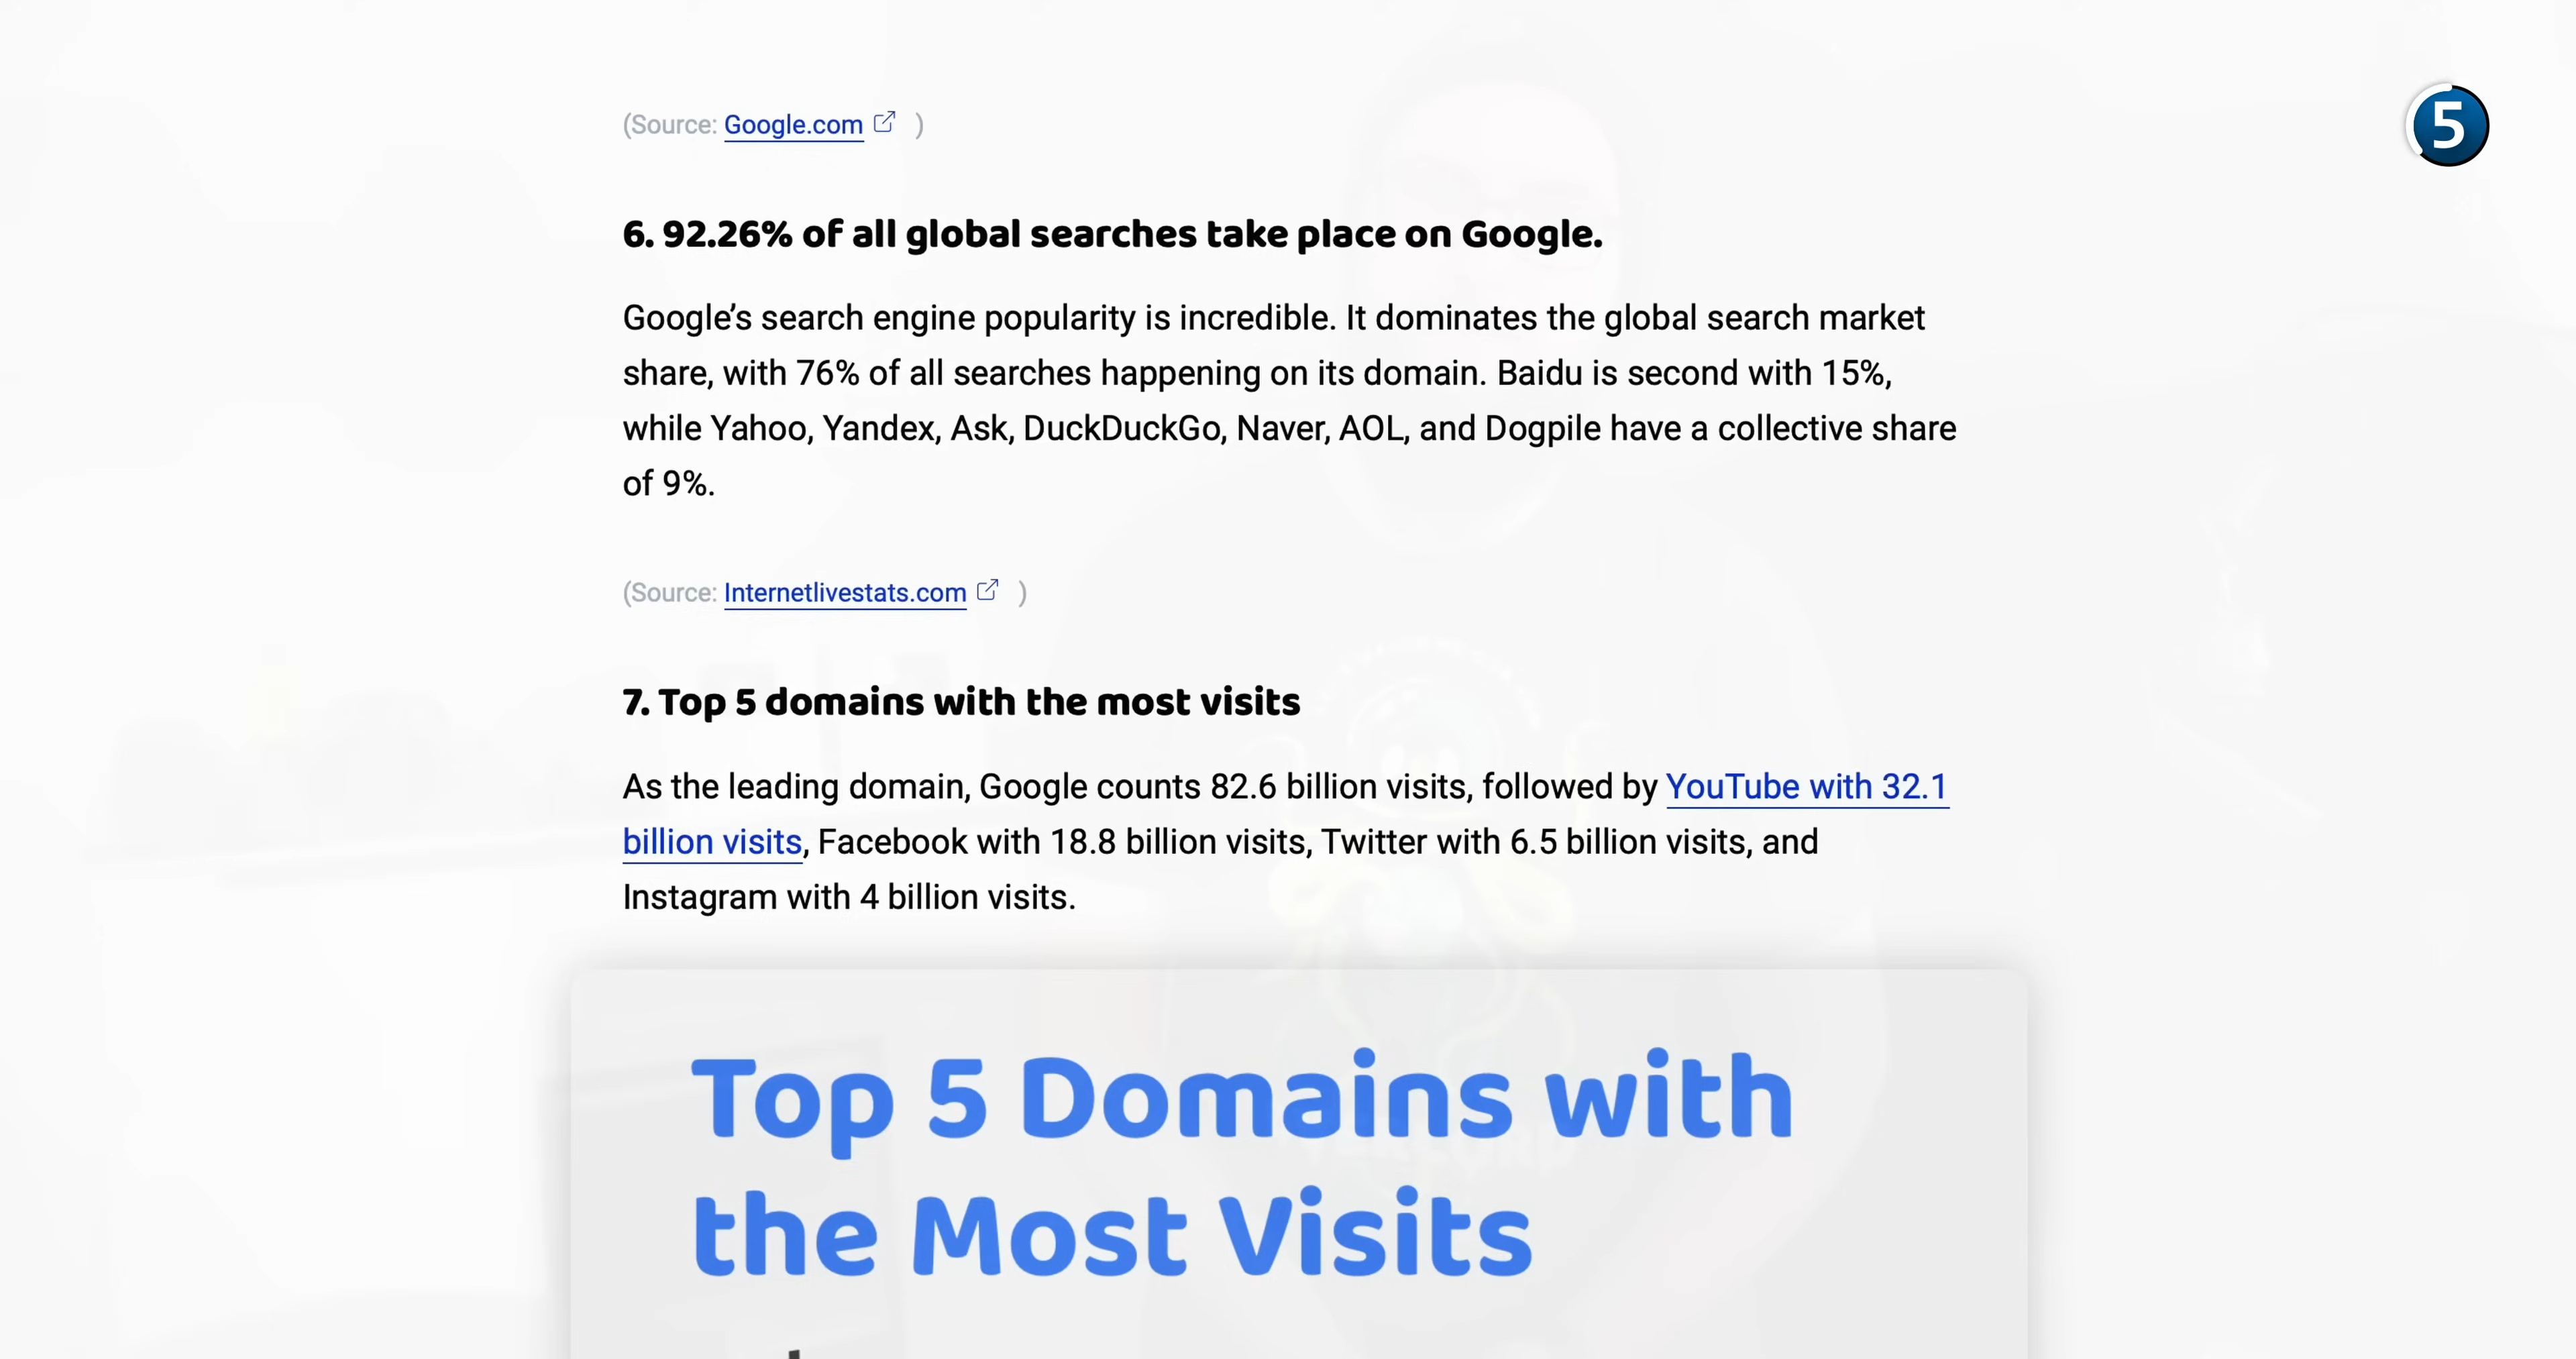 (Source: Google.com )
5
6. 92.26% of all global searches take place on Google.
Google’s search engine popularity is incredible. It dominates the global search market
share, with 76% of all searches happening on its domain. Baidu is second with 15%,
while Yahoo, Yandex, Ask, DuckDuckGo, Naver, AOL, and Dogpile have a collective share
of 9%.
(Source: Internetlivestats.com )
7. Top 5 domains with the most visits
As the leading domain, Google counts 82.6 billion visits, followed by YouTube with 32.1
billion visits, Facebook with 18.8 billion visits, Twitter with 6.5 billion visits, and
Instagram with 4 billion visits.
Top 5 Domains with
the Most Visits